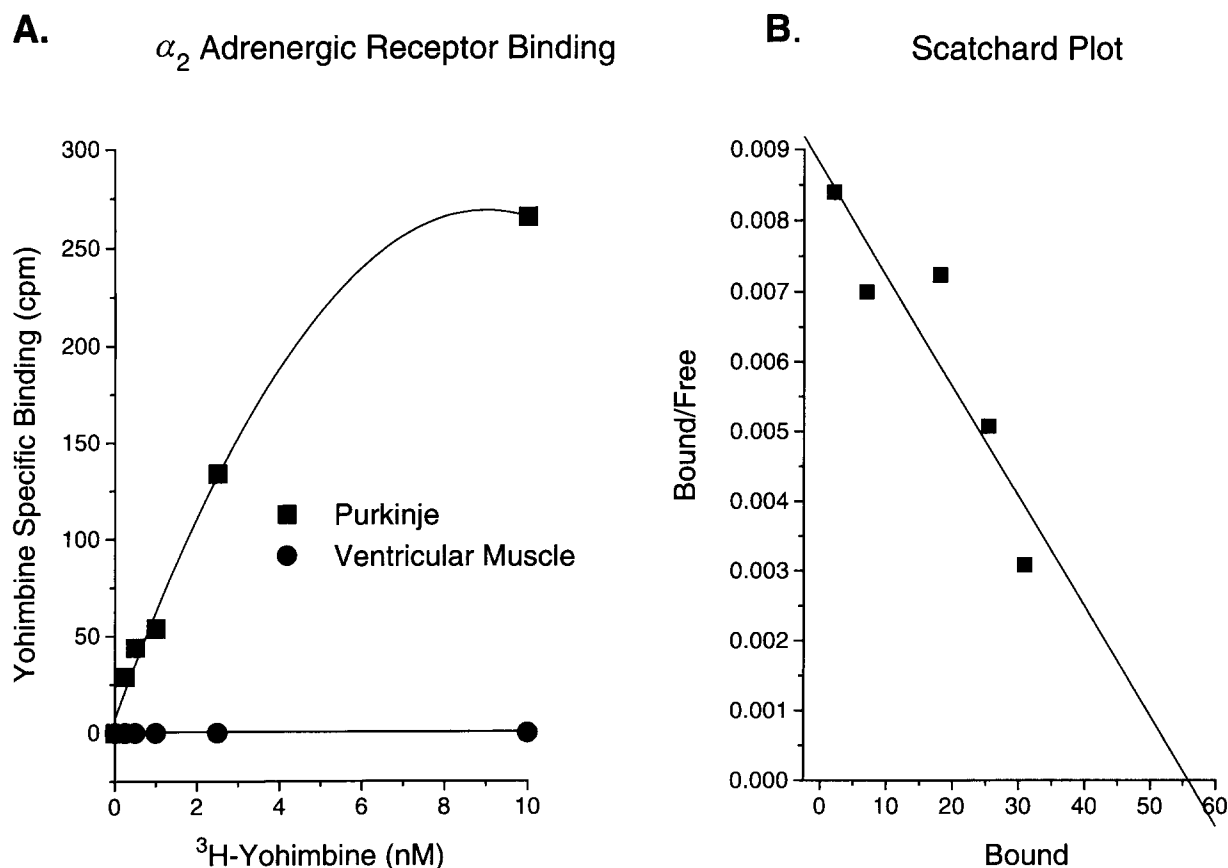 A.
α₂ Adrenergic Receptor Binding
Yohimbine Specific Binding (cpm)
300
250
200
150
100
50
0
Purkinje
Ventricular Muscle
0 2 4 6 8 10
³H-Yohimbine (nM)
B.
Scatchard Plot
Bound/Free
0.009
0.008
0.007
0.006
0.005
0.004
0.003
0.002
0.001
0.000
0 10 20 30 40 50 60
Bound